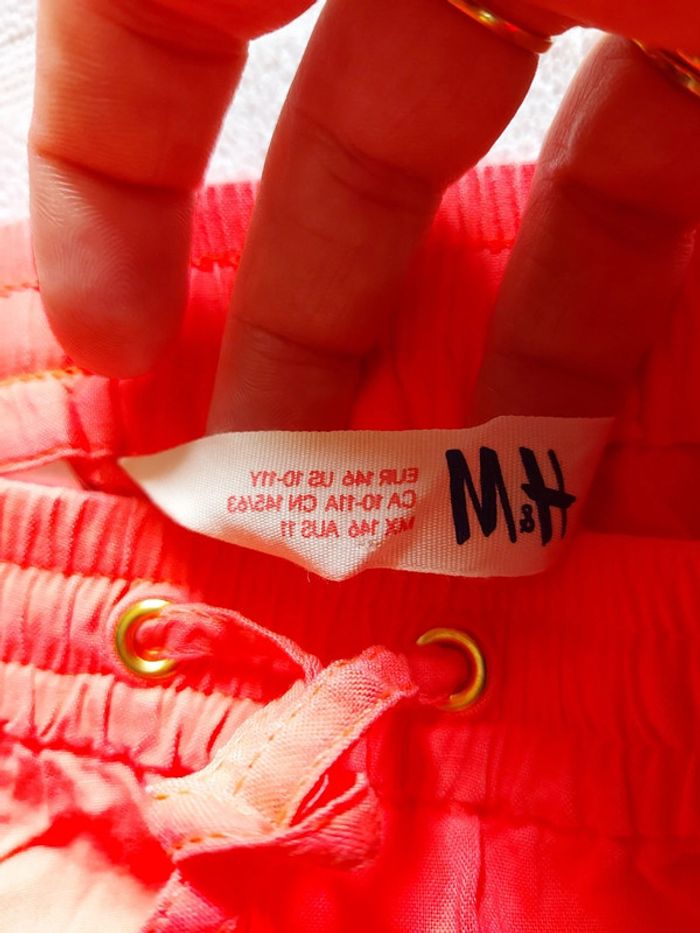 H&M
EUR 146 US 10-11Y
CA 10-11A CN 145/63
MX 146 AUS 11